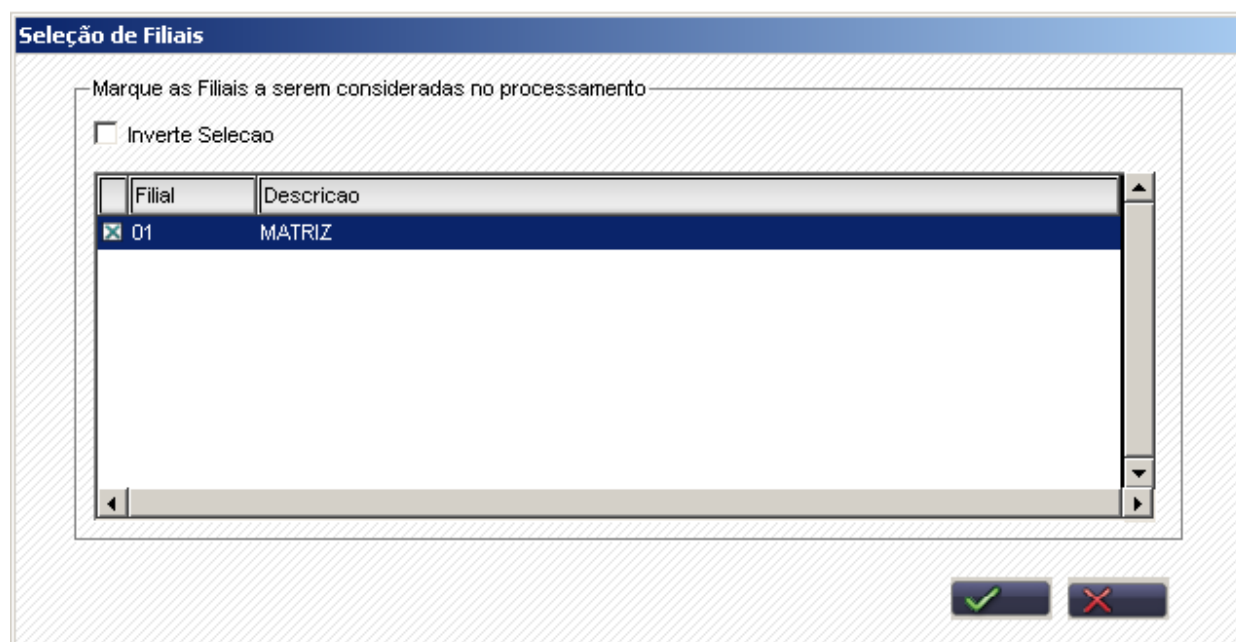 Seleção de Filiais
Marque as Filiais a serem consideradas no processamento
Inverte Selecao
Filial Descricao
01 MATRIZ